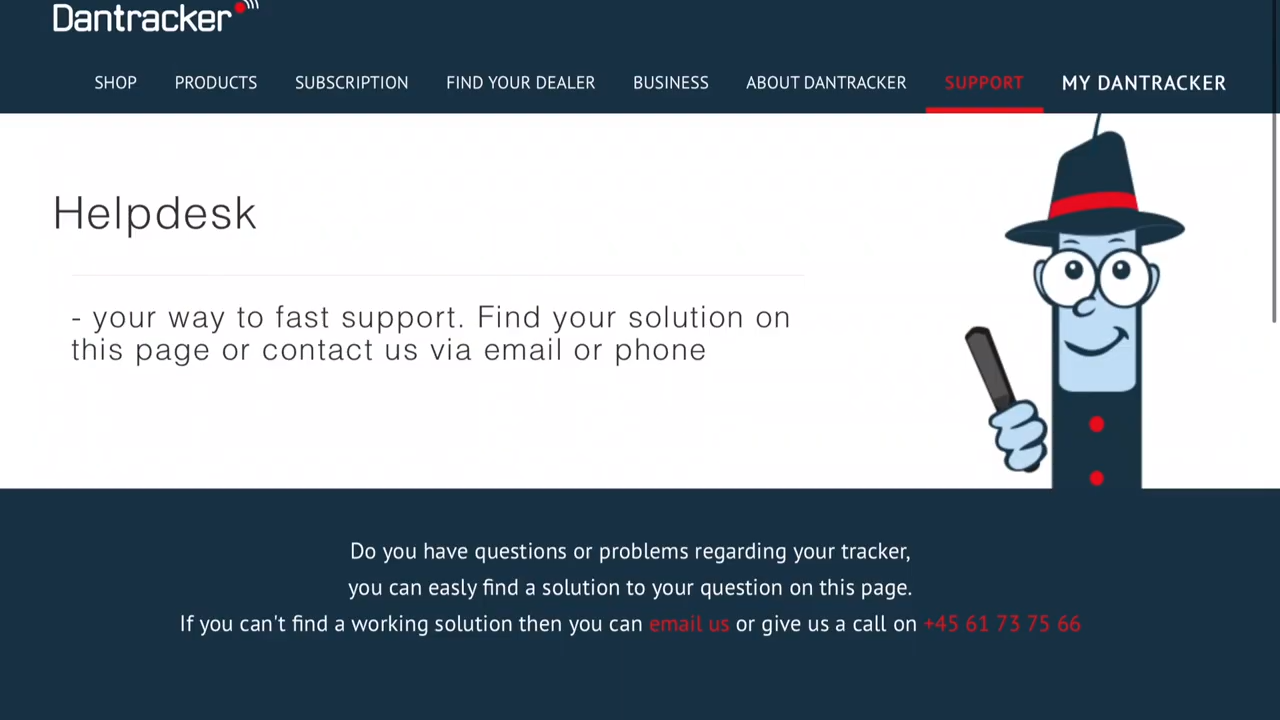 Dantracker
SHOP PRODUCTS SUBSCRIPTION FIND YOUR DEALER BUSINESS ABOUT DANTRACKER SUPPORT MY DANTRACKER
Helpdesk
- your way to fast support. Find your solution on
this page or contact us via email or phone
Do you have questions or problems regarding your tracker,
you can easly find a solution to your question on this page.
If you can't find a working solution then you can email us or give us a call on +45 61 73 75 66